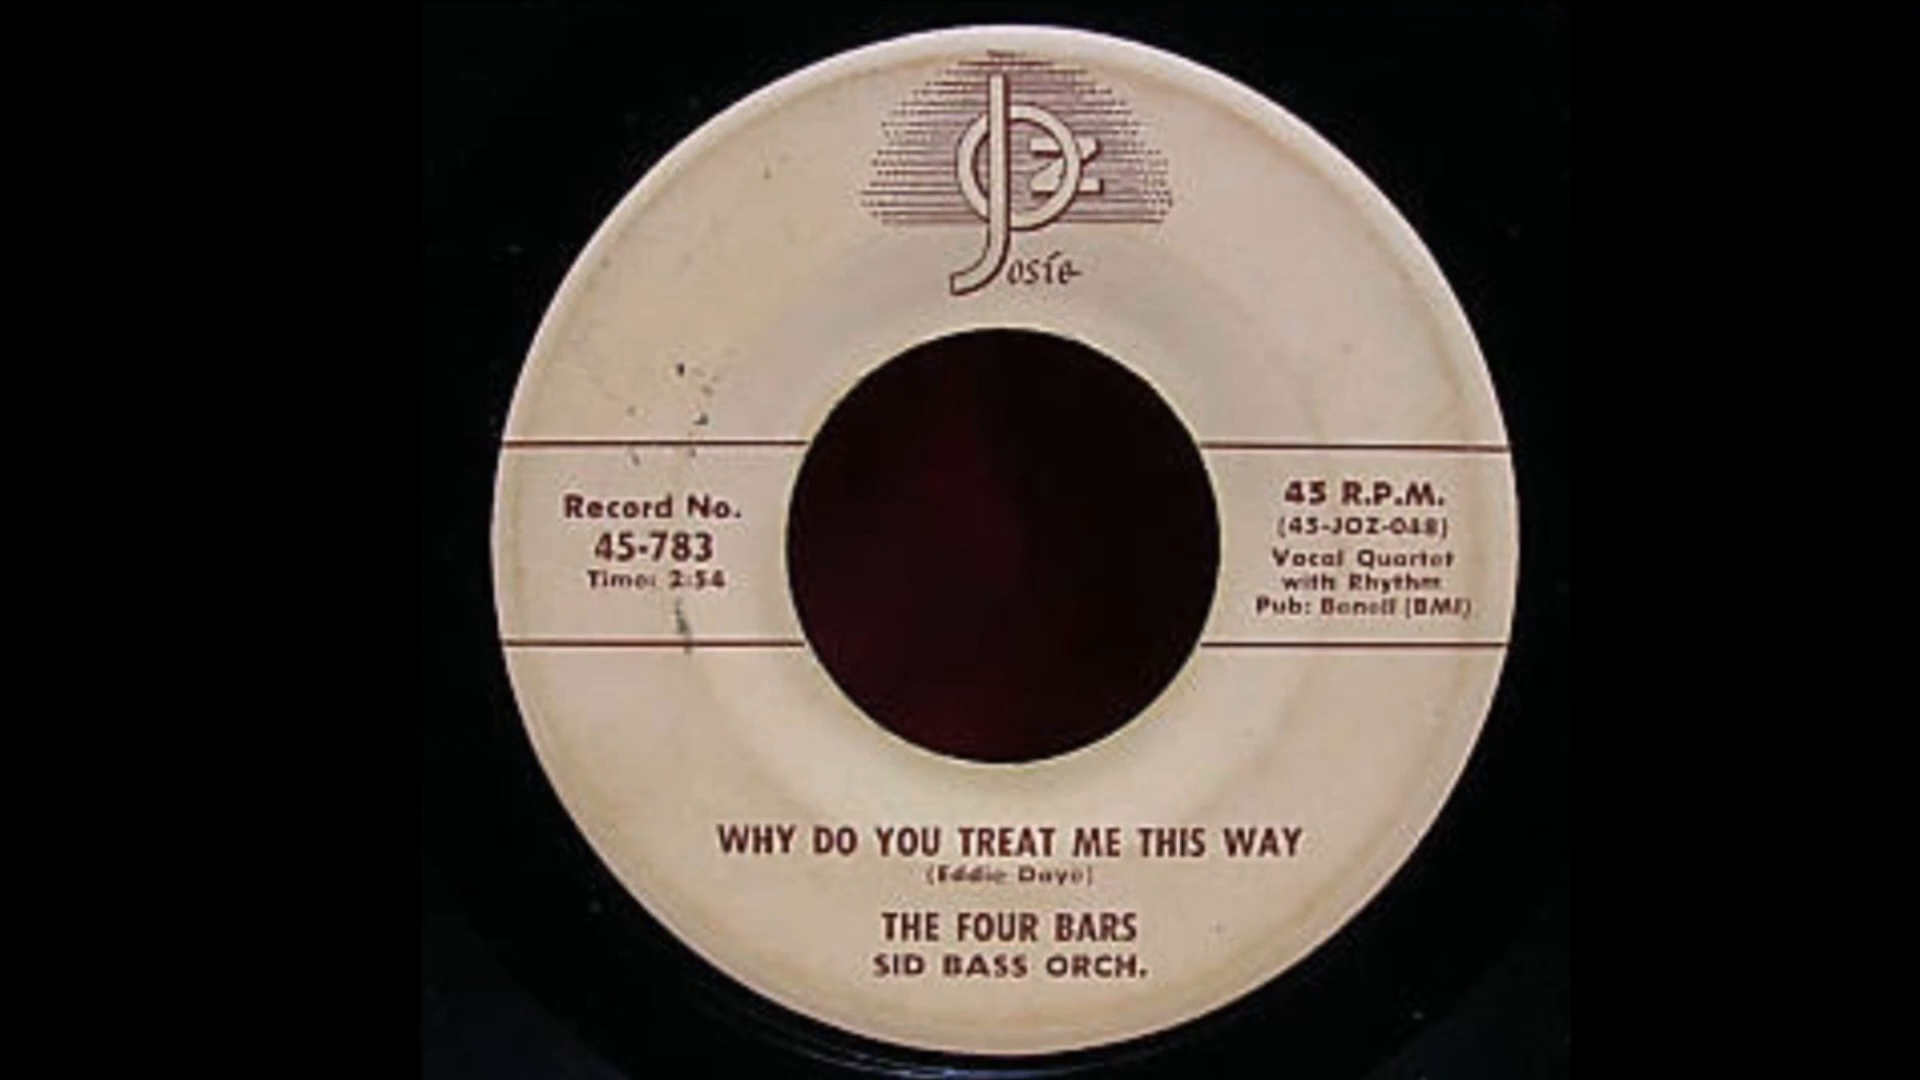 JOZ
Josie
Record No.
45-783
Time: 2:54
45 R.P.M.
(45-JOZ-048)
Vocal Quartet
with Rhythm
Pub: (BMI)
WHY DO YOU TREAT ME THIS WAY
(Eddie Daye)
THE FOUR BARS
SID BASS ORCH.